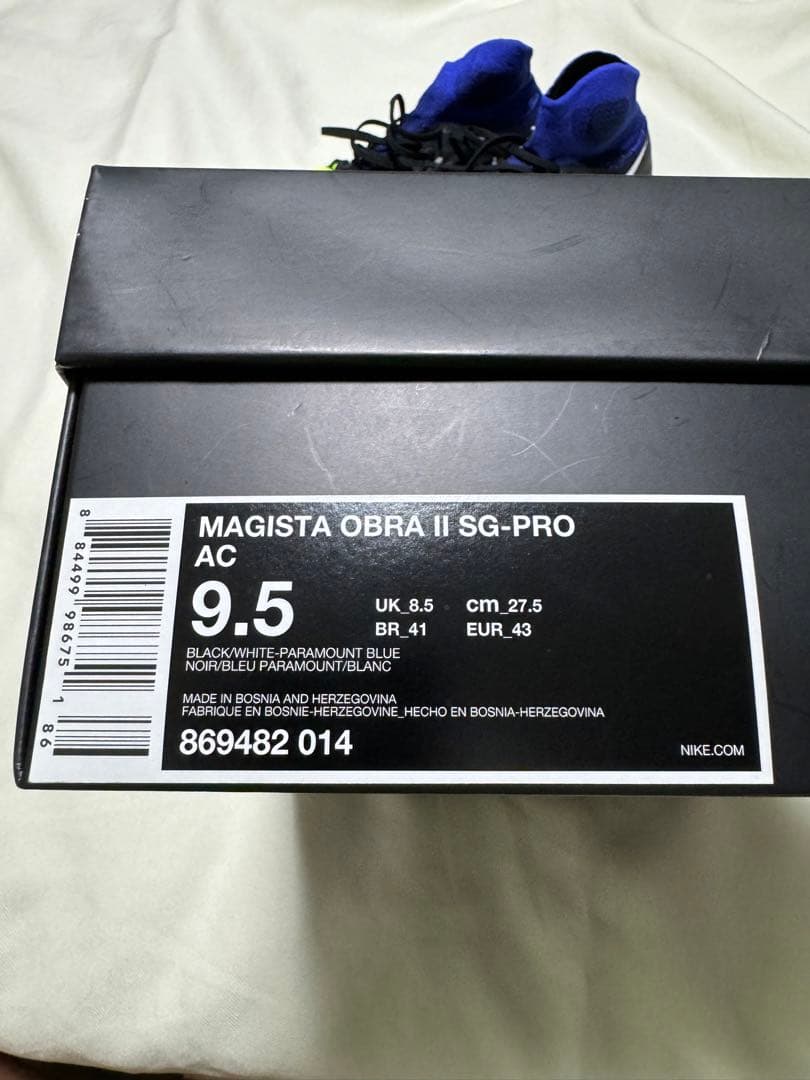 MAGISTA OBRA II SG-PRO
AC
9.5
UK_8.5 cm_27.5
BR_41 EUR_43
BLACK/WHITE-PARAMOUNT BLUE
NOIR/BLEU PARAMOUNT/BLANC
MADE IN BOSNIA AND HERZEGOVINA
FABRIQUE EN BOSNIE-HERZEGOVINE_HECHO EN BOSNIA-HERZEGOVINA
869482 014
NIKE.COM
8 84499 98675 1 86